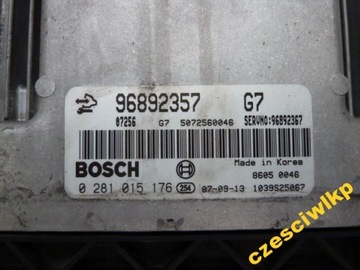 96892357 G7
07256 G7 5072560046 SERVNO:96892367
Made in Korea
BOSCH
8605 0046
0 281 015 176 254 07-09-13 1039S25067
czesciwlkp